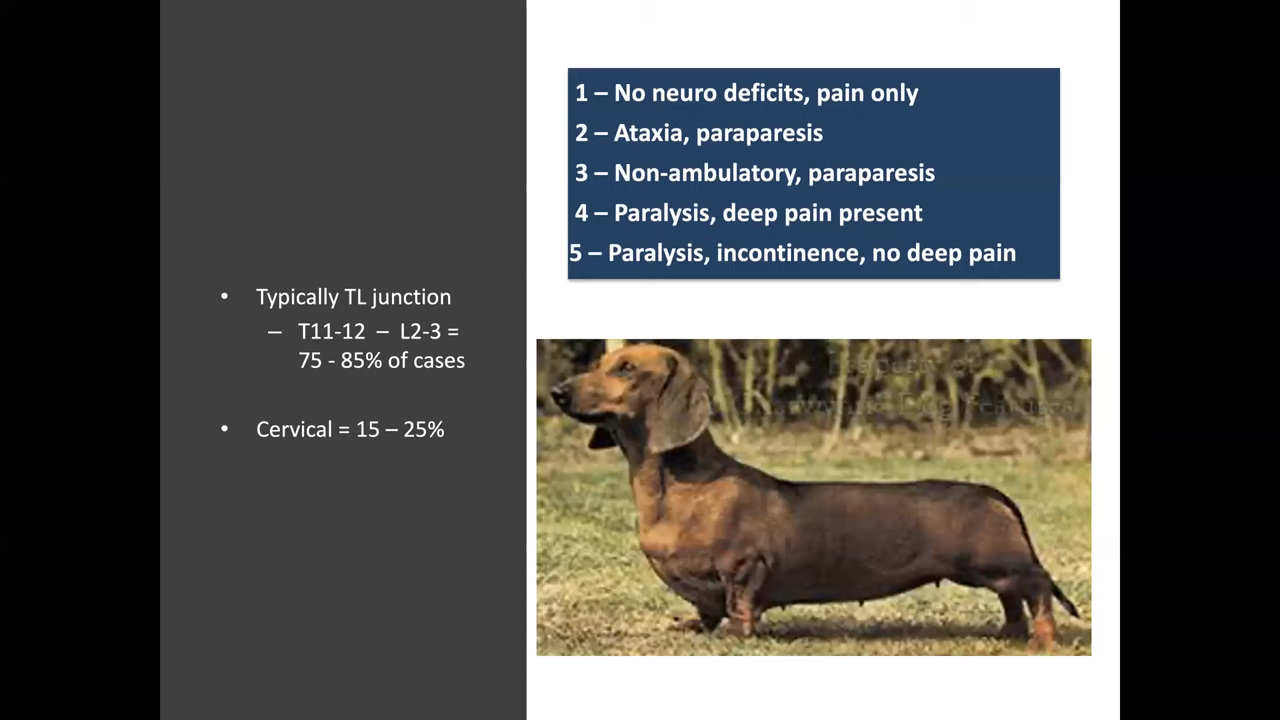 1 – No neuro deficits, pain only
2 – Ataxia, paraparesis
3 – Non-ambulatory, paraparesis
4 – Paralysis, deep pain present
5 – Paralysis, incontinence, no deep pain
• Typically TL junction
– T11-12 – L2-3 =
75 - 85% of cases
• Cervical = 15 – 25%
Property of